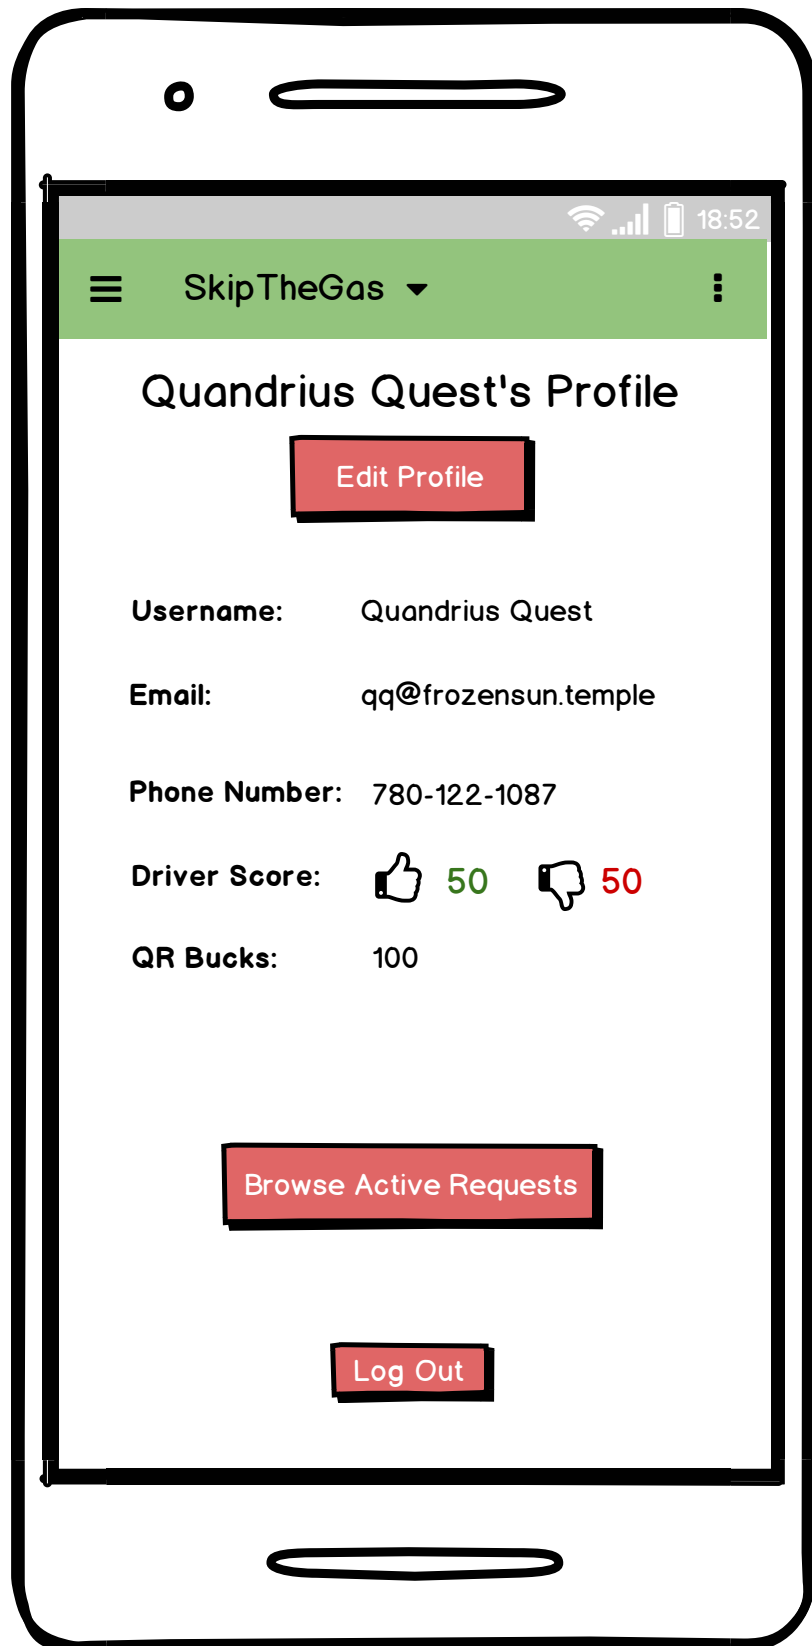 18:52
SkipTheGas
Quandrius Quest's Profile
Edit Profile
Username: Quandrius Quest
Email: qq@frozensun.temple
Phone Number: 780-122-1087
Driver Score: 50 50
QR Bucks: 100
Browse Active Requests
Log Out